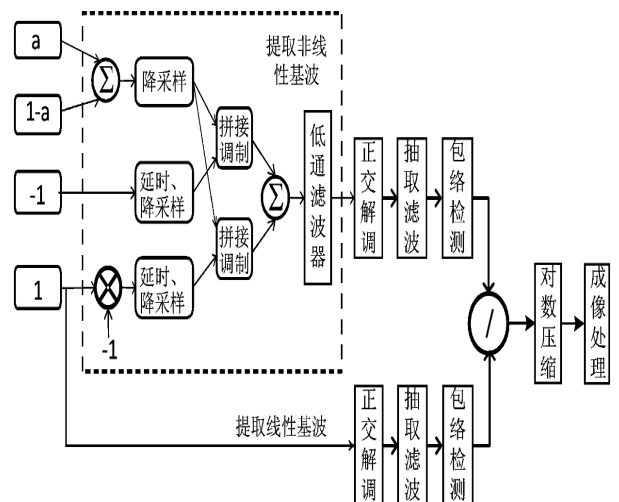 a
1-a
-1
1
Σ
降采样
延时、
降采样
延时、
降采样
-1
拼接
调制
拼接
调制
Σ
提取非线
性基波
低通滤波器
正交解调
抽取滤波
包络检测
/
对数压缩
成像处理
提取线性基波
正交解调
抽取滤波
包络检测